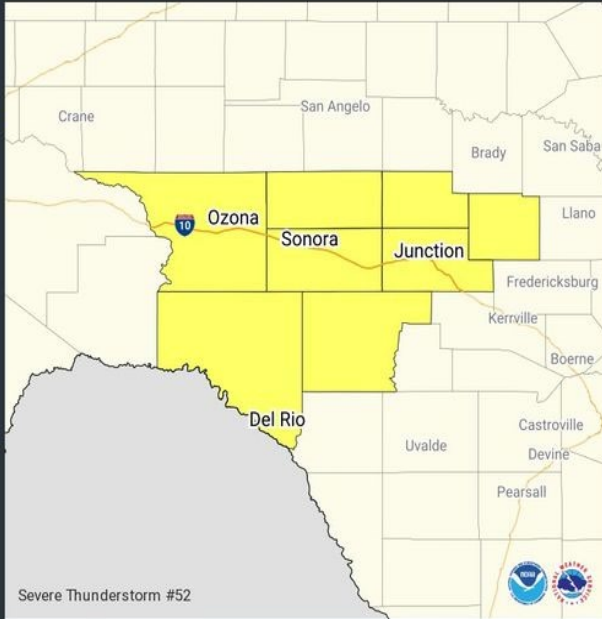 Crane
San Angelo
Brady
San Saba
Ozona
10
Sonora
Junction
Llano
Fredericksburg
Kerrville
Boerne
Del Rio
Uvalde
Castroville
Devine
Pearsall
Severe Thunderstorm #52
NOAA